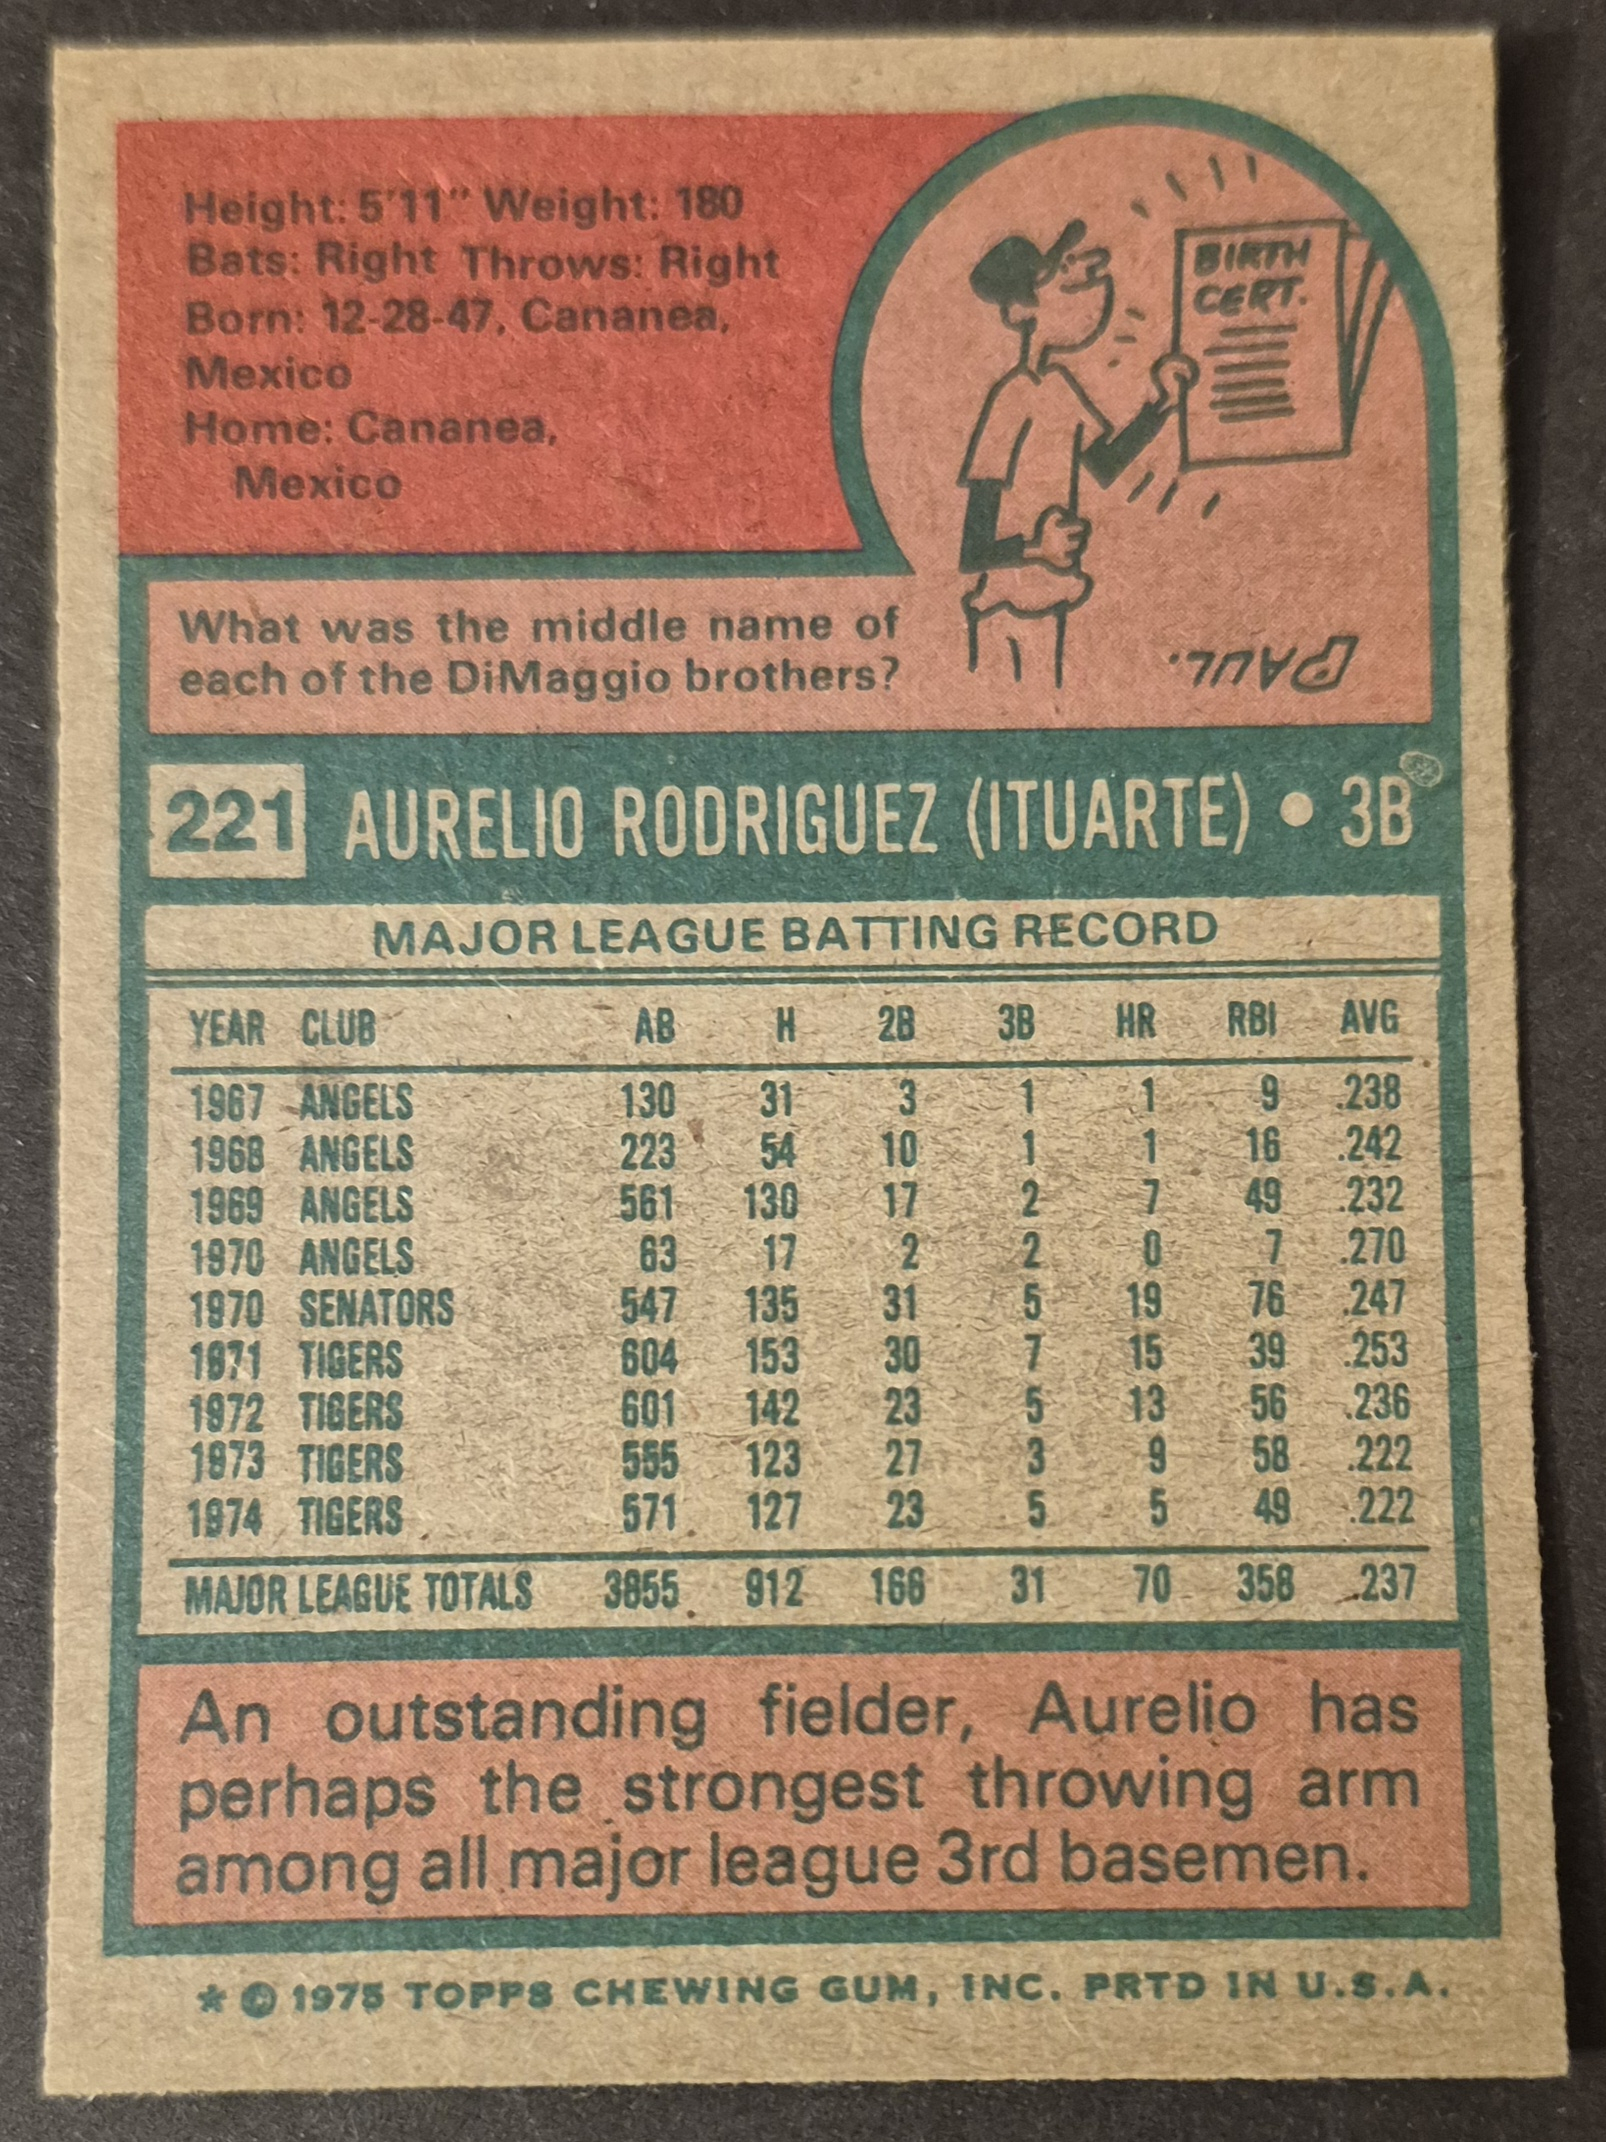 Height: 5'11" Weight: 180
Bats: Right Throws: Right
Born: 12-28-47, Cananea,
Mexico
Home: Cananea,
Mexico
BIRTH
CERT.
What was the middle name of
each of the DiMaggio brothers?
PAUL.
221 AURELIO RODRIGUEZ (ITUARTE) • 3B
MAJOR LEAGUE BATTING RECORD
YEAR CLUB AB H 2B 3B HR RBI AVG
1967 ANGELS 130 31 3 1 1 9 .238
1968 ANGELS 223 54 10 1 1 16 .242
1969 ANGELS 561 130 17 2 7 49 .232
1970 ANGELS 63 17 2 2 0 7 .270
1970 SENATORS 547 135 31 5 19 76 .247
1971 TIGERS 604 153 30 7 15 39 .253
1972 TIGERS 601 142 23 5 13 56 .236
1973 TIGERS 555 123 27 3 9 58 .222
1974 TIGERS 571 127 23 5 5 49 .222
MAJOR LEAGUE TOTALS 3855 912 166 31 70 358 .237
An outstanding fielder, Aurelio has
perhaps the strongest throwing arm
among all major league 3rd basemen.
* © 1975 TOPPS CHEWING GUM, INC. PRTD IN U.S.A.